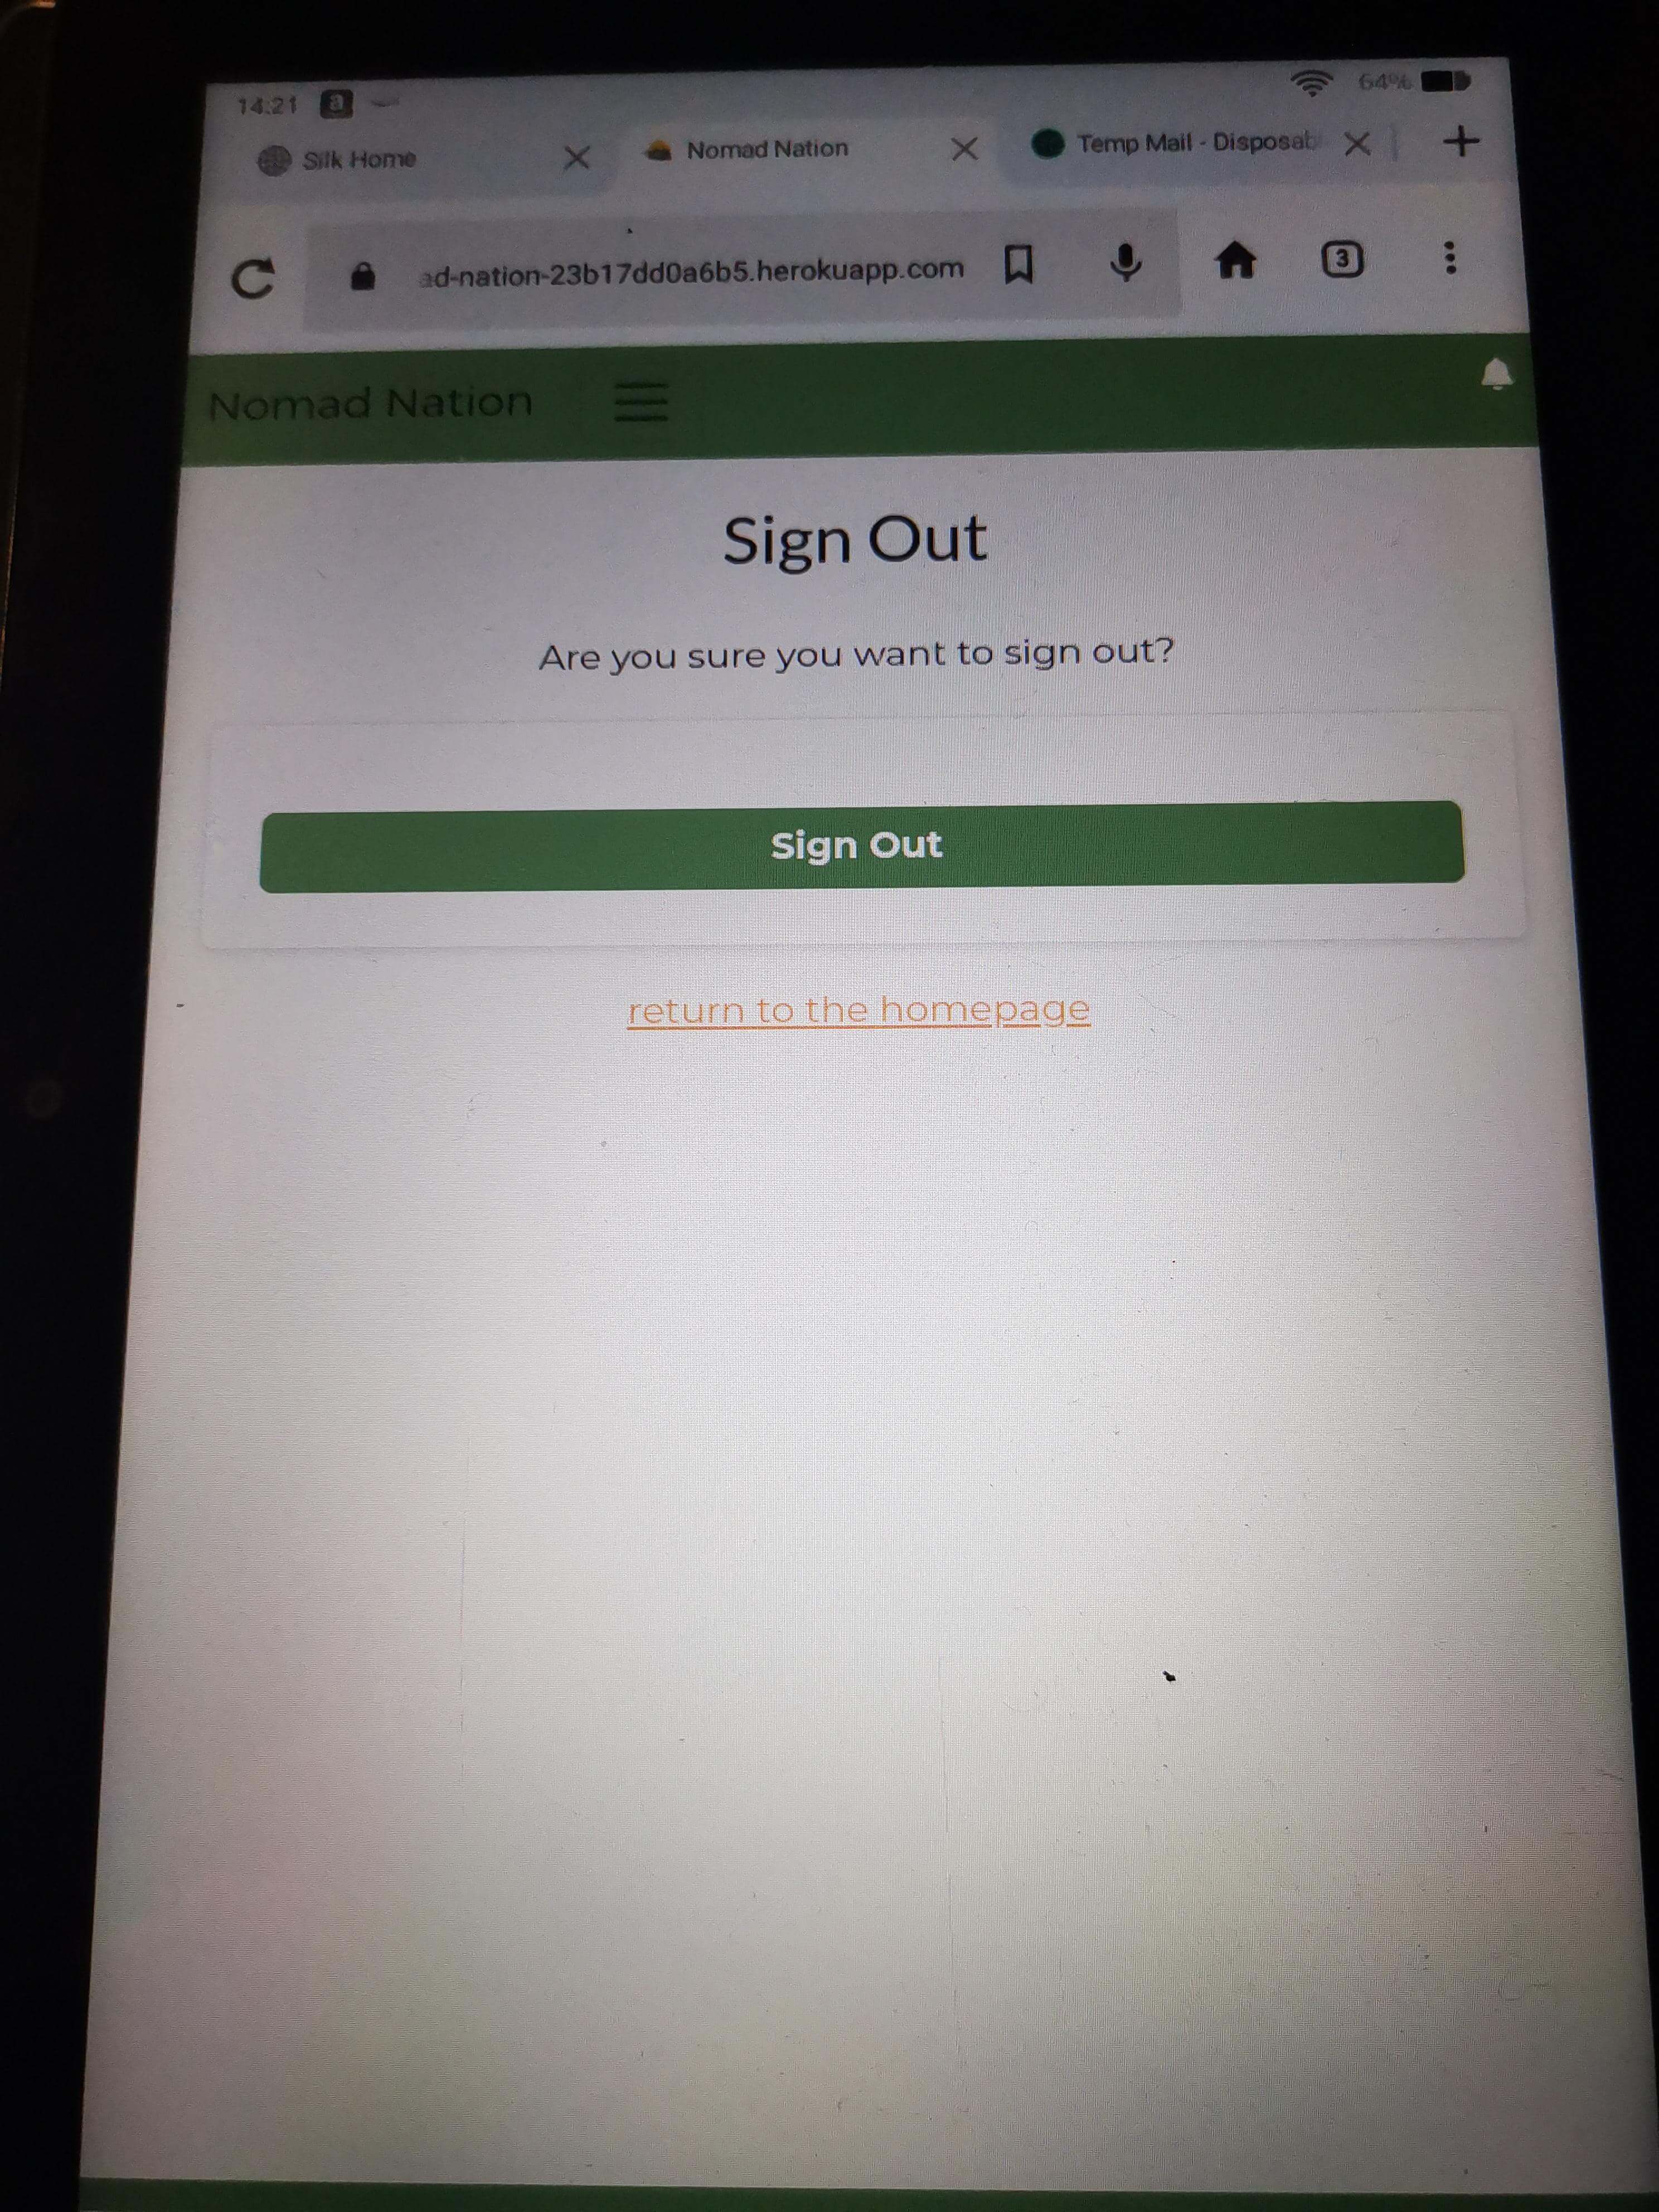 14:21 a 64%
Silk Home Nomad Nation Temp Mail - Disposab
ad-nation-23b17dd0a6b5.herokuapp.com 3
Nomad Nation
Sign Out
Are you sure you want to sign out?
Sign Out
return to the homepage